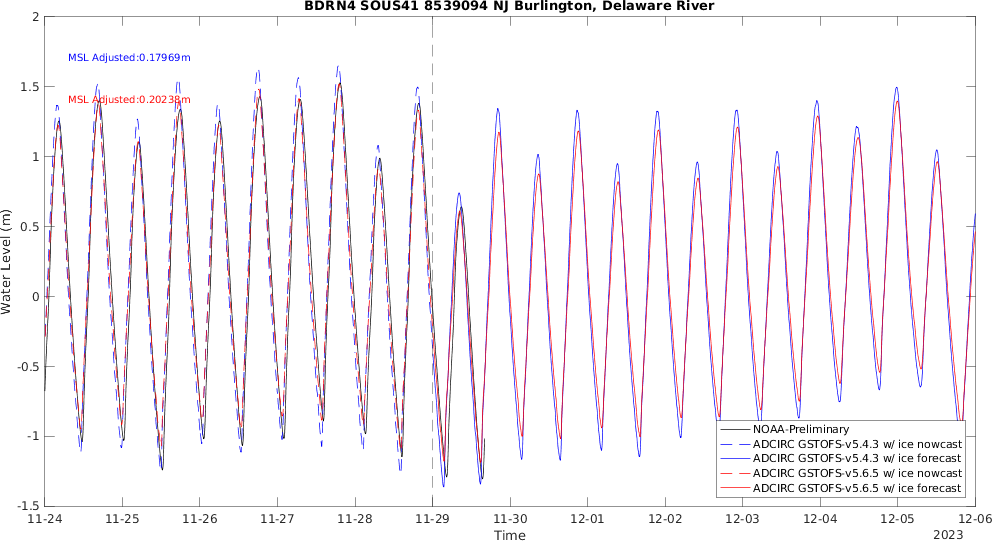 BDRN4 SOUS41 8539094 NJ Burlington, Delaware River
2
MSL Adjusted:0.17969m
1.5
MSL Adjusted:0.20238m
1
0.5
Water Level (m)
0
-0.5
-1
NOAA-Preliminary
ADCIRC GSTOFS-v5.4.3 w/ ice nowcast
ADCIRC GSTOFS-v5.4.3 w/ ice forecast
ADCIRC GSTOFS-v5.6.5 w/ ice nowcast
ADCIRC GSTOFS-v5.6.5 w/ ice forecast
-1.5
11-24 11-25 11-26 11-27 11-28 11-29 11-30 12-01 12-02 12-03 12-04 12-05 12-06
Time
2023